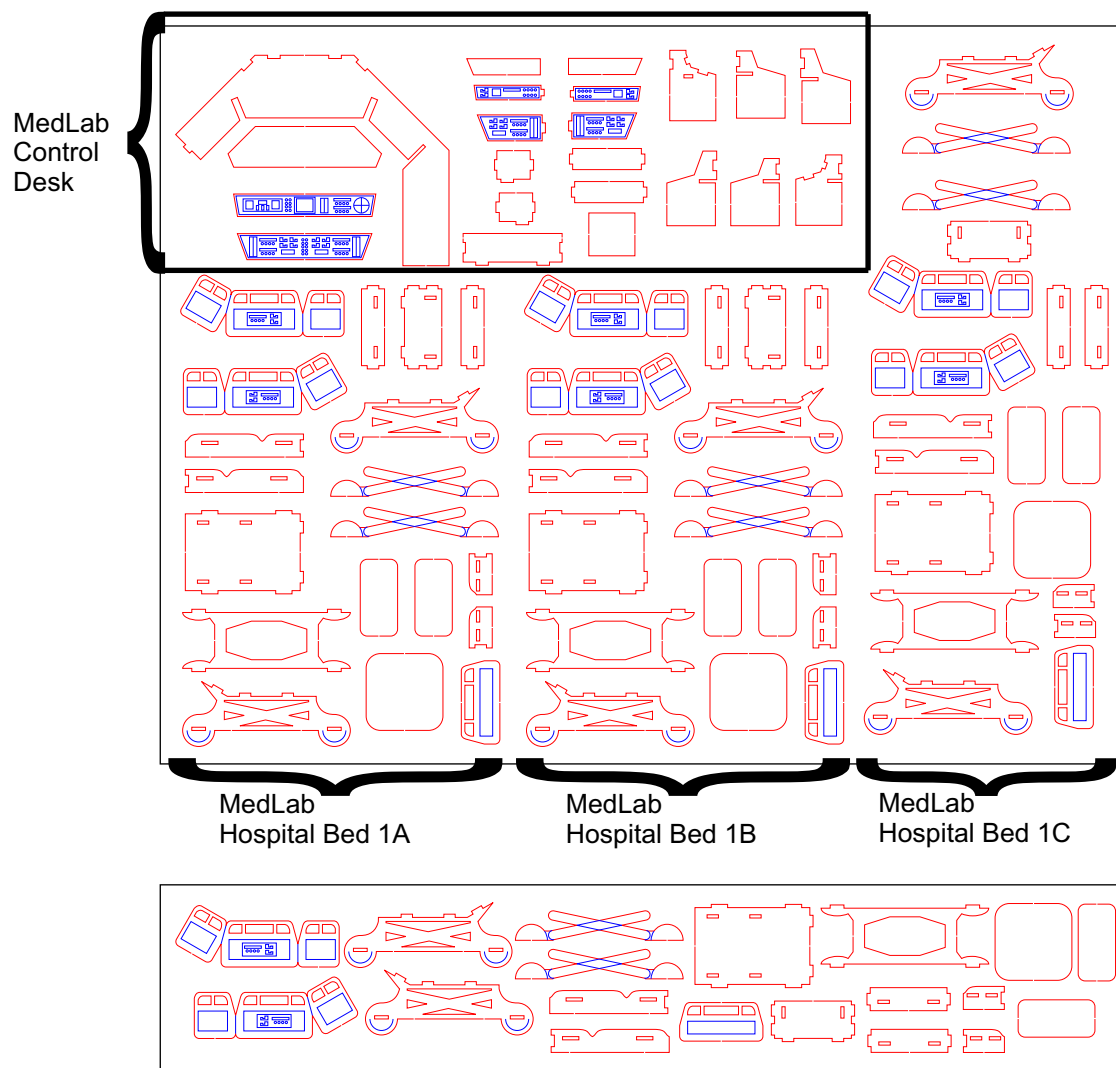 MedLab
Control
Desk
MedLab
Hospital Bed 1A
MedLab
Hospital Bed 1B
MedLab
Hospital Bed 1C